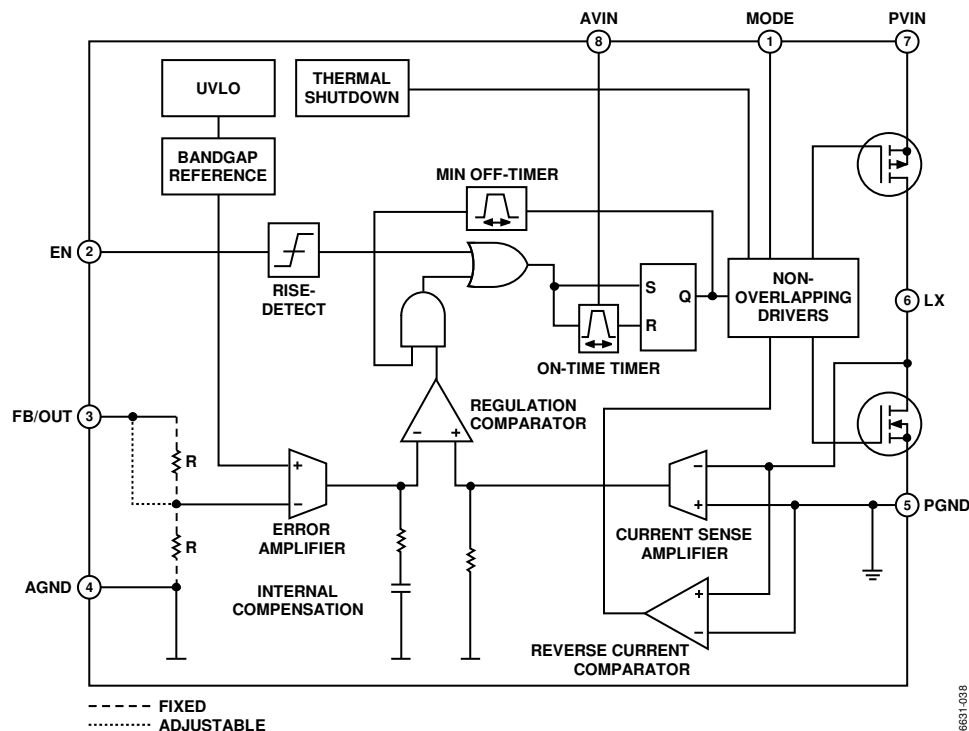 AVIN
MODE
PVIN
8
1
7
UVLO
THERMAL
SHUTDOWN
BANDGAP
REFERENCE
MIN OFF-TIMER
EN
2
RISE-
DETECT
S
Q
R
ON-TIME TIMER
NON-
OVERLAPPING
DRIVERS
6
LX
FB/OUT
3
R
R
REGULATION
COMPARATOR
–
+
+
–
ERROR
AMPLIFIER
–
+
CURRENT SENSE
AMPLIFIER
5
PGND
AGND
4
INTERNAL
COMPENSATION
+
–
REVERSE CURRENT
COMPARATOR
FIXED
ADJUSTABLE
6631-038